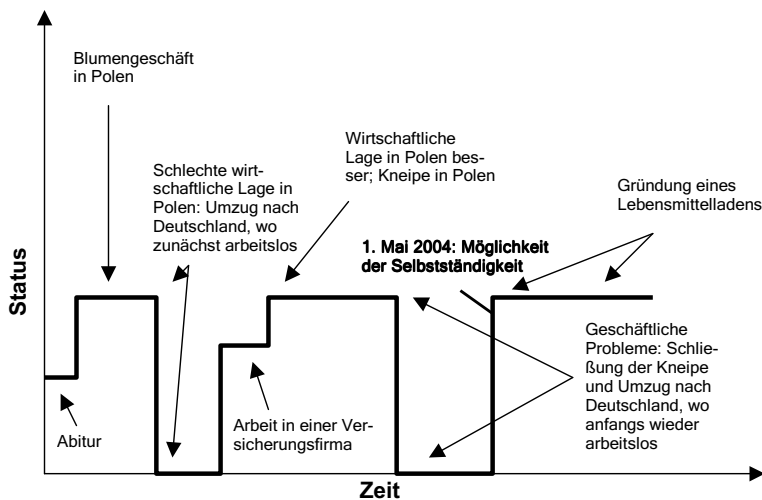 Blumengeschäft
in Polen
Schlechte wirt-
schaftliche Lage in
Polen: Umzug nach
Deutschland, wo
zunächst arbeitslos
Wirtschaftliche
Lage in Polen bes-
ser; Kneipe in Polen
Gründung eines
Lebensmittelladens
1. Mai 2004: Möglichkeit
der Selbstständigkeit
Status
Geschäftliche
Probleme: Schlie-
ßung der Kneipe
und Umzug nach
Deutschland, wo
anfangs wieder
arbeitslos
Abitur
Arbeit in einer Ver-
sicherungsfirma
Zeit